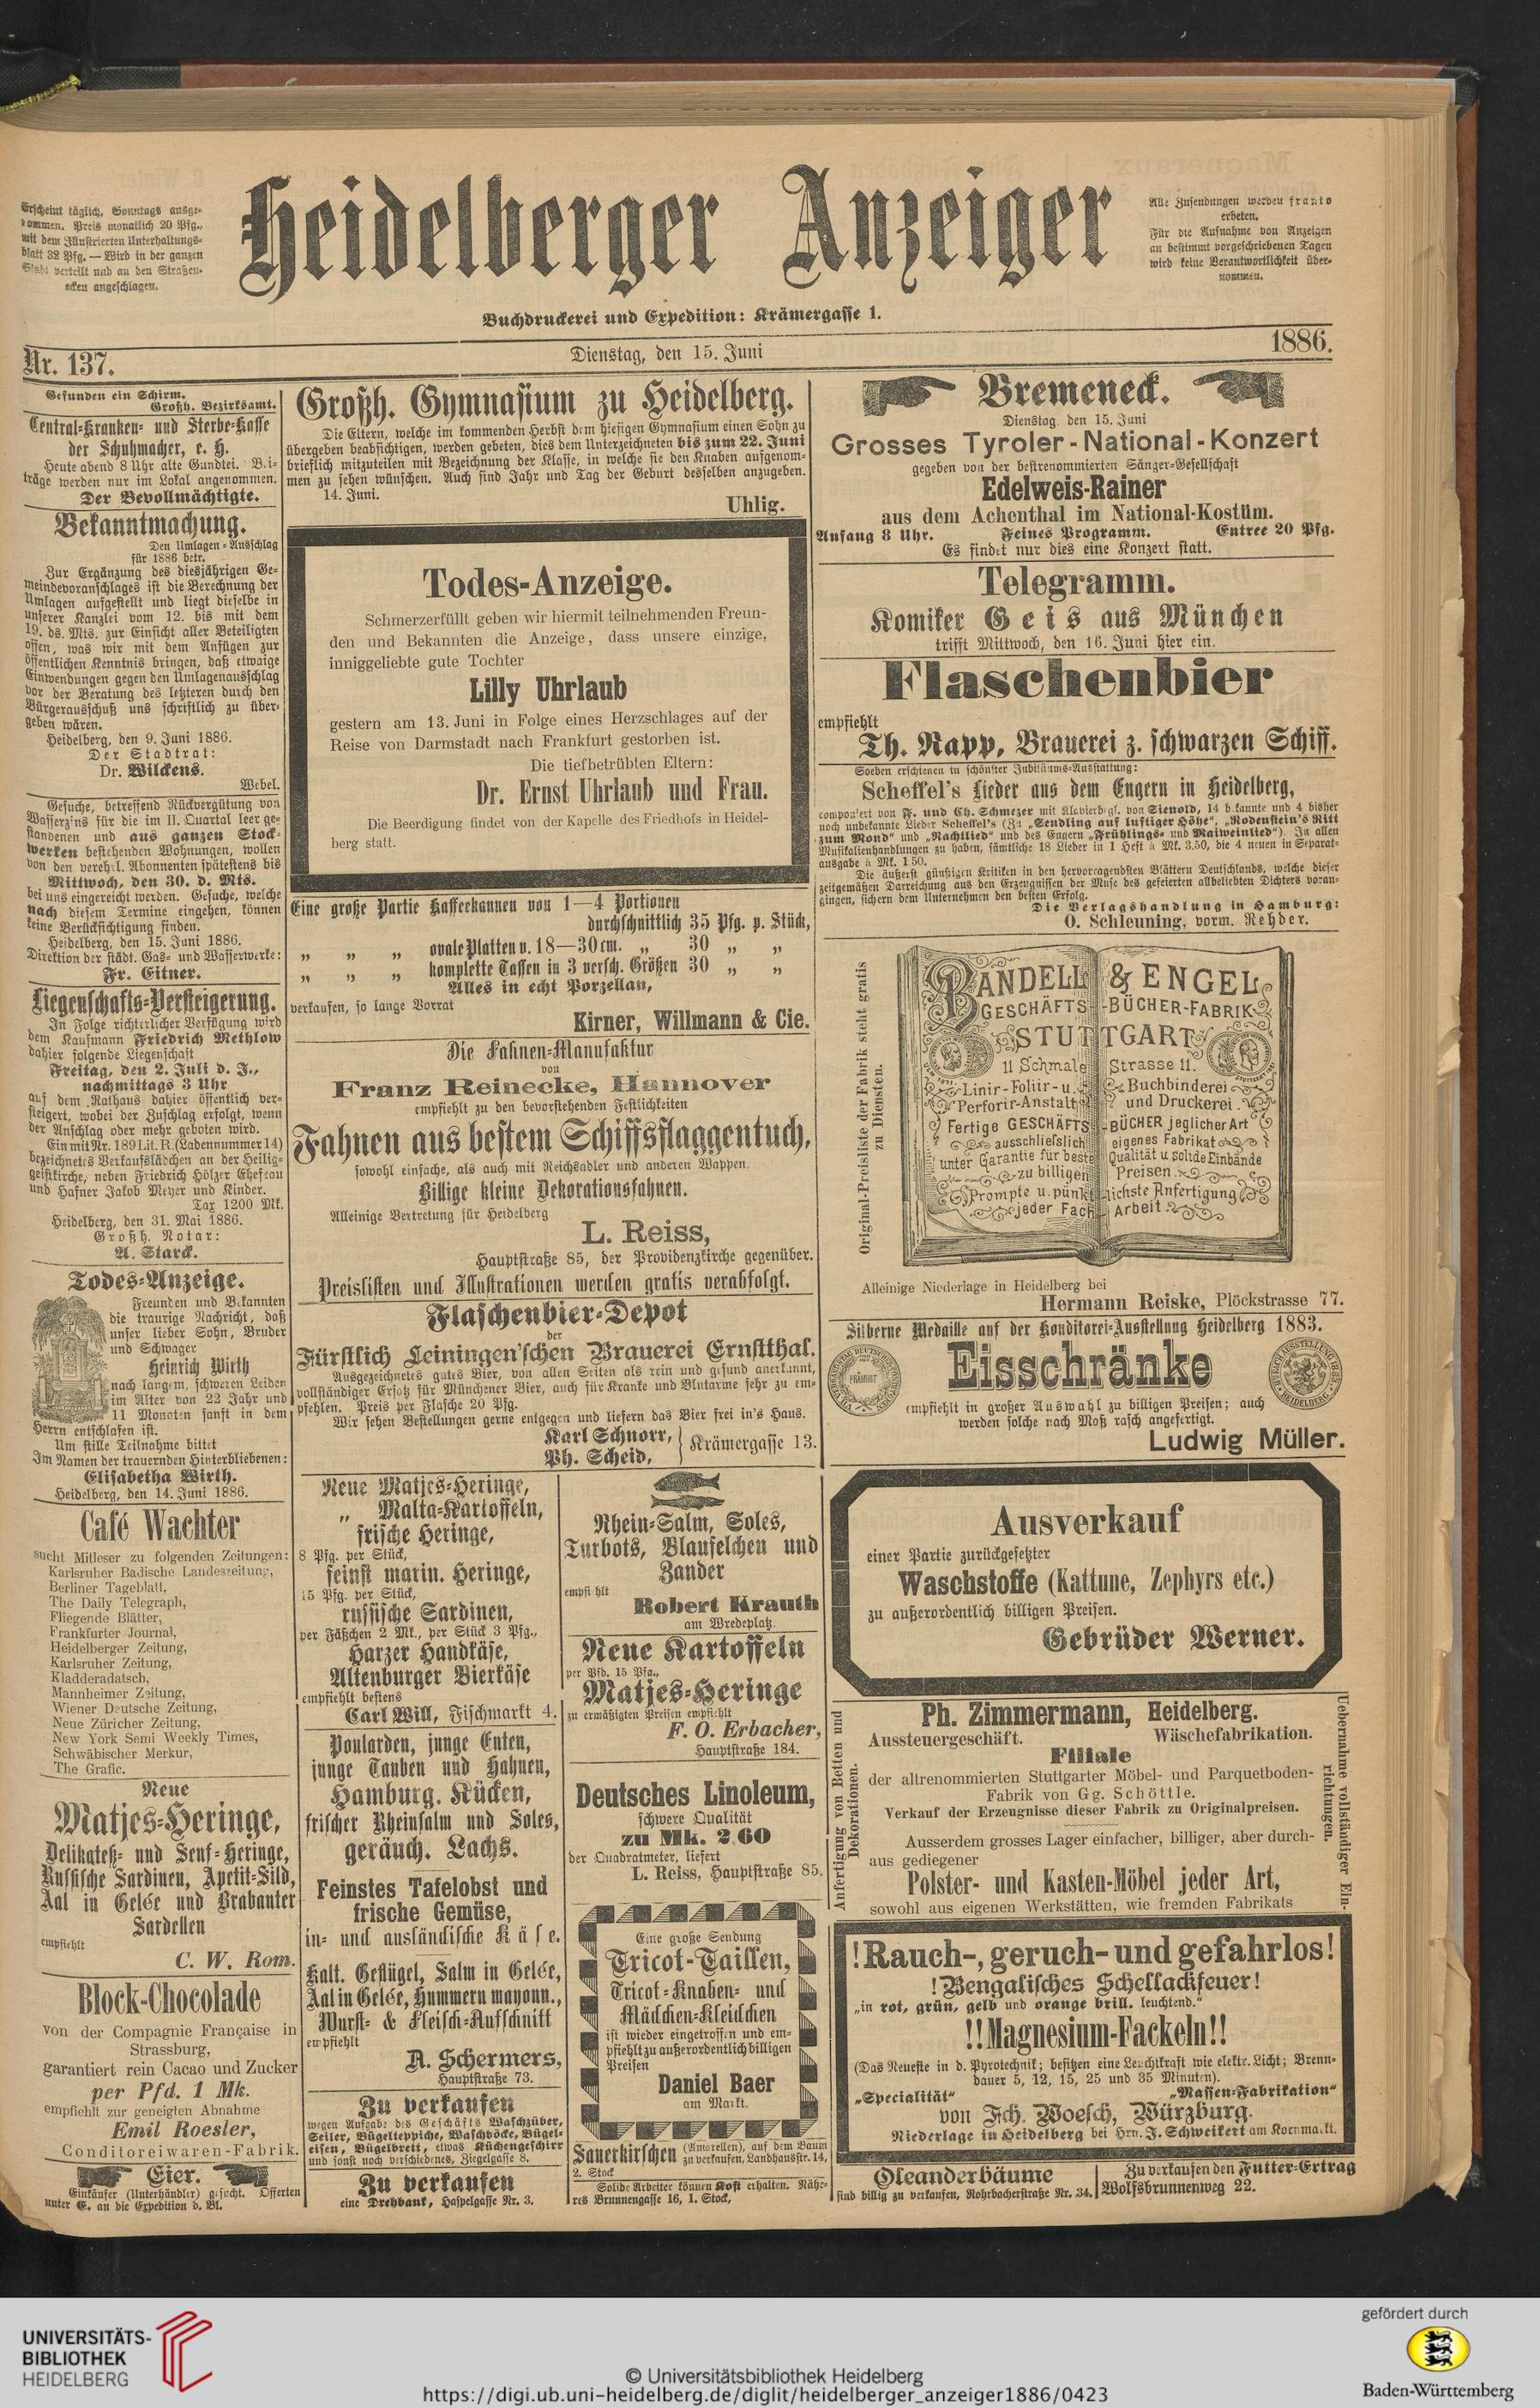 Erscheint täglich, Sonntags ausge-
nommen. Preis monatlich 20 Pfg.,
mit dem Illustrierten Unterhaltungs-
blatt 32 Pfg. — Wird in der ganzen
Stadt verteilt und an den Straßen-
ecken angeschlagen.
Heidelberger Anzeiger
Alle Zusendungen werden franko
erbeten.
Für die Aufnahme von Anzeigen
an bestimmt vorgeschriebenen Tagen
wird keine Verantwortlichkeit über-
nommen.
Buchdruckerei und Expedition: Krämergasse 1.
Nr. 137.
Dienstag, den 15. Juni
1886.
Gefunden ein Schirm.
Großh. Bezirksamt.
Central-Kranken- und Sterbe-Kasse
der Schuhmacher, e. H.
Heute abend 8 Uhr alte Gundtei. Bei-
träge werden nur im Lokal angenommen.
Der Bevollmächtigte.
Bekanntmachung.
Den Umlagen-Ausschlag
für 1886 betr.
Zur Ergänzung des diesjährigen Ge-
meindevoranschlages ist die Berechnung der
Umlagen aufgestellt und liegt dieselbe in
unserer Kanzlei vom 12. bis mit dem
19. ds. Mts. zur Einsicht aller Beteiligten
offen, was wir mit dem Anfügen zur
öffentlichen Kenntnis bringen, daß etwaige
Einwendungen gegen den Umlagenausschlag
vor der Beratung des letzteren durch den
Bürgerausschuß uns schriftlich zu über-
geben wären.
Heidelberg, den 9. Juni 1886.
Der Stadtrat:
Dr. Wilckens.
Webel.
Gesuche, betreffend Rückvergütung von
Wasserzins für die im II. Quartal leer ge-
standenen und aus ganzen Stock-
werken bestehenden Wohnungen, wollen
von den verehrl. Abonnenten spätestens bis
Mittwoch, den 30. d. Mts.
bei uns eingereicht werden. Gesuche, welche
nach diesem Termine eingehen, können
keine Berücksichtigung finden.
Heidelberg, den 15. Juni 1886.
Direktion der städt. Gas- und Wasserwerke:
Fr. Eitner.
Liegenschafts-Versteigerung.
In Folge richterlicher Verfügung wird
dem Kaufmann Friedrich Methlow
dahier folgende Liegenschaft
Freitag, den 2. Juli d. J.,
nachmittags 3 Uhr
auf dem Rathaus dahier öffentlich ver-
steigert, wobei der Zuschlag erfolgt, wenn
der Anschlag oder mehr geboten wird.
Ein mit Nr. 189 Lit. R. (Ladennummer 14)
bezeichnetes Verkaufslädchen an der Heilig-
geistkirche, neben Friedrich Hölzer Ehefrau
und Hafner Jakob Meyer und Kinder.
Tax 1200 Mk.
Heidelberg, den 31. Mai 1886.
Großh. Notar:
A. Starck.
Todes-Anzeige.
Freunden und Bekannten
die traurige Nachricht, daß
unser lieber Sohn, Bruder
und Schwager
Heinrich Wirth
nach langem, schweren Leiden
im Alter von 22 Jahr und
11 Monaten sanft in dem
Herrn entschlafen ist.
Um stille Teilnahme bittet
Im Namen der trauernden Hinterbliebenen:
Elisabetha Wirth.
Heidelberg, den 14. Juni 1886.
Café Wachter
sucht Mitleser zu folgenden Zeitungen:
Karlsruher Badische Landeszeitung,
Berliner Tageblatt,
The Daily Telegraph,
Fliegende Blätter,
Frankfurter Journal,
Heidelberger Zeitung,
Karlsruher Zeitung,
Kladderadatsch,
Mannheimer Zeitung,
Wiener Deutsche Zeitung,
Neue Züricher Zeitung,
New York Semi Weekly Times,
Schwäbischer Merkur,
The Grafic.
Neue
Matjes-Heringe,
Delikateß- und Senf-Heringe,
Russische Sardinen, Apetit-Sild,
Aal in Gelée und Brabanter
Sardellen
empfiehlt
C. W. Rom.
Block-Chocolade
von der Compagnie Française in
Strassburg,
garantiert rein Cacao und Zucker
per Pfd. 1 Mk.
empfiehlt zur geneigten Abnahme
Emil Roesler,
Conditoreiwaren-Fabrik.
Eier.
Einkäufer (Unterhändler) gesucht. Offerten
unter E. an die Expedition d. Bl.
Großh. Gymnasium zu Heidelberg.
Die Eltern, welche im kommenden Herbst dem hiesigen Gymnasium einen Sohn zu
übergeben beabsichtigen, werden gebeten, dies dem Unterzeichneten bis zum 22. Juni
brieflich mitzuteilen mit Bezeichnung der Klasse, in welche sie den Knaben aufgenom-
men zu sehen wünschen. Auch sind Jahr und Tag der Geburt desselben anzugeben.
14. Juni.
Uhlig.
Todes-Anzeige.
Schmerzerfüllt geben wir hiermit teilnehmenden Freun-
den und Bekannten die Anzeige, dass unsere einzige,
inniggeliebte gute Tochter
Lilly Uhrlaub
gestern am 13. Juni in Folge eines Herzschlages auf der
Reise von Darmstadt nach Frankfurt gestorben ist.
Die tiefbetrübten Eltern:
Dr. Ernst Uhrlaub und Frau.
Die Beerdigung findet von der Kapelle des Friedhofs in Heidel-
berg statt.
Eine große Partie Kaffeekannen von 1—4 Portionen
durchschnittlich 35 Pfg. p. Stück,
„ „ „ ovale Platten v. 18—30 cm. „ 30 „ „
„ „ „ komplette Tassen in 3 versch. Größen 30 „ „
Alles in echt Porzellan,
verkaufen, so lange Vorrat
Kirner, Willmann & Cie.
Die Fahnen-Manufaktur
von
Franz Reinecke, Hannover
empfiehlt zu den bevorstehenden Festlichkeiten
Fahnen aus bestem Schiffsflaggentuch,
sowohl einfache, als auch mit Reichsadler und anderen Wappen.
Billige kleine Dekorationsfahnen.
Alleinige Vertretung für Heidelberg
L. Reiss,
Hauptstraße 85, der Providenzkirche gegenüber.
Preislisten und Illustrationen werden gratis verabfolgt.
Flaschenbier-Depot
der
Fürstlich Leiningen'schen Brauerei Ernstthal.
Ausgezeichnetes gutes Bier, von allen Seiten als rein und gesund anerkannt,
vollständiger Ersatz für Münchener Bier, auch für Kranke und Blutarme sehr zu em-
pfehlen. Preis per Flasche 20 Pfg.
Wir sehen Bestellungen gerne entgegen und liefern das Bier frei in's Haus.
Karl Schnorr,
Ph. Scheid,
Krämergasse 13.
Neue Matjes-Heringe,
„ Malta-Kartoffeln,
frische Heringe,
8 Pfg. per Stück,
feinst marin. Heringe,
15 Pfg. per Stück,
russische Sardinen,
per Fäßchen 2 Mk., per Stück 3 Pfg.,
Harzer Handkäse,
Altenburger Bierkäse
empfiehlt bestens
Carl Will, Fischmarkt 4.
Poularden, junge Enten,
junge Tauben und Hahnen,
Hamburg. Kücken,
frischer Rheinsalm und Soles,
geräuch. Lachs.
Feinstes Tafelobst und
frische Gemüse,
in- und ausländische Käse.
Kalt. Geflügel, Salm in Gelée,
Aal in Gelée, Hummern mayonn.,
Wurst- & Fleisch-Aufschnitt
empfiehlt
A. Schermers,
Hauptstraße 73.
Zu verkaufen
wegen Aufgabe des Geschäfts Waschzüber,
Seiler, Bügelteppiche, Waschböcke, Bügel-
eisen, Bügelbrett, etwas Küchengeschirr
und sonst noch verschiedenes, Ziegelgasse 8.
Zu verkaufen
eine Drehbank, Haspelgasse Nr. 3.
Rhein-Salm, Soles,
Turbots, Blaufelchen und
Zander
empfiehlt
Robert Krauth
am Wredeplatz.
Neue Kartoffeln
per Pfd. 15 Pfg.,
Matjes-Heringe
zu ermäßigten Preisen empfiehlt
F. O. Erbacher,
Hauptstraße 184.
Deutsches Linoleum,
schwere Qualität
zu Mk. 2.60
der Quadratmeter, liefert
L. Reiss, Hauptstraße 85.
Eine große Sendung
Tricot-Taillen,
Tricot-Knaben- und
Mädchen-Kleidchen
ist wieder eingetroffen und em-
pfiehlt zu außerordentlich billigen
Preisen
Daniel Baer
am Markt.
Sauerkirschen (Amarellen), auf dem Baum
zu verkaufen, Landhausstr. 14,
2. Stock
Solide Arbeiter können Kost erhalten. Nähe-
res Brunnengasse 16, 1. Stock.
Bremeneck.
Dienstag, den 15. Juni
Grosses Tyroler-National-Konzert
gegeben von der bestrenommierten Sänger-Gesellschaft
Edelweis-Rainer
aus dem Achenthal im National-Kostüm.
Anfang 8 Uhr. Feines Programm. Entree 20 Pfg.
Es findet nur dies eine Konzert statt.
Telegramm.
Komiker Geis aus München
trifft Mittwoch, den 16. Juni hier ein.
Flaschenbier
empfiehlt
Th. Rapp, Brauerei z. schwarzen Schiff.
Soeben erschienen in schönster Jubiläums-Ausstattung:
Scheffel's Lieder aus dem Engern in Heidelberg,
componiert von F. und Ch. Schmezer mit Klavierbegl. von Sienold, 14 bekannte und 4 bisher
noch unbekannte Lieder Scheffel's (3a „Sendling auf lustiger Höhe", „Rodenstein's Ritt
zum Mond" und „Nachtlied" und des Engern „Frühlings- und Maiweinlied"). In allen
Musikalienhandlungen zu haben, sämtliche 18 Lieder in 1 Heft à Mk. 3.50, die 4 neuen in Separat-
ausgabe à Mk. 1.50.
Die äußerst günstigen Kritiken in den hervorragendsten Blättern Deutschlands, welche dieser
zeitgemäßen Darreichung aus den Erzeugnissen der Muse des gefeierten allbeliebten Dichters voran-
gingen, sichern dem Unternehmen den besten Erfolg.
Die Verlagshandlung in Hamburg:
O. Schleuning, vorm. Rehder.
Original-Preisliste der Fabrik steht gratis
zu Diensten.
BANDELL & ENGEL
GESCHÄFTS-BÜCHER-FABRIK
STUTTGART
11 Schmale Strasse 11.
Linir-Foliir-u.
Perforir-Anstalt
Buchbinderei
und Druckerei.
Fertige GESCHÄFTS-BÜCHER jeglicher Art
ausschliefslich eigenes Fabrikat
unter Garantie für beste Qualität u. solide Einbände
zu billigen Preisen.
Prompte u. pünktlichste Anfertigung
jeder Fach Arbeit.
Alleinige Niederlage in Heidelberg bei
Hermann Reiske, Plöckstrasse 77.
Silberne Medaille auf der Konditorei-Ausstellung Heidelberg 1883.
PRÄMIIRT
HEIDELBERG
Eisschränke
empfiehlt in großer Auswahl zu billigen Preisen; auch
werden solche nach Maß rasch angefertigt.
Ludwig Müller.
Ausverkauf
einer Partie zurückgesetzter
Waschstoffe (Kattune, Zephyrs etc.)
zu außerordentlich billigen Preisen.
Gebrüder Werner.
Anfertigung von Betten und
Dekorationen.
Ph. Zimmermann, Heidelberg.
Aussteuergeschäft. Wäschefabrikation.
Filiale
der altrenommierten Stuttgarter Möbel- und Parquetboden-
Fabrik von Gg. Schöttle.
Verkauf der Erzeugnisse dieser Fabrik zu Originalpreisen.
Ausserdem grosses Lager einfacher, billiger, aber durch-
aus gediegener
Polster- und Kasten-Möbel jeder Art,
sowohl aus eigenen Werkstätten, wie fremden Fabrikats
Uebernahme vollständiger Ein-
richtungen.
!Rauch-, geruch- und gefahrlos!
!Bengalisches Schellackfeuer!
„in rot, grün, gelb und orange brill. leuchtend."
!!Magnesium-Fackeln!!
(Das Neueste in d. Pyrotechnik; besitzen eine Leuchtkraft wie elektr. Licht; Brenn-
dauer 5, 12, 15, 25 und 35 Minuten).
„Specialität" „Massen-Fabrikation"
von Fch. Woesch, Würzburg.
Niederlage in Heidelberg bei Hrn. J. Schweikert am Kornmarkt.
Oleanderbäume
sind billig zu verkaufen, Rohrbacherstraße Nr. 34.
Zu verkaufen den Futter-Ertrag
Wolfsbrunnenweg 22.
UNIVERSITÄTS-
BIBLIOTHEK
HEIDELBERG
© Universitätsbibliothek Heidelberg
https://digi.ub.uni-heidelberg.de/diglit/heidelberger_anzeiger1886/0423
gefördert durch
Baden-Württemberg